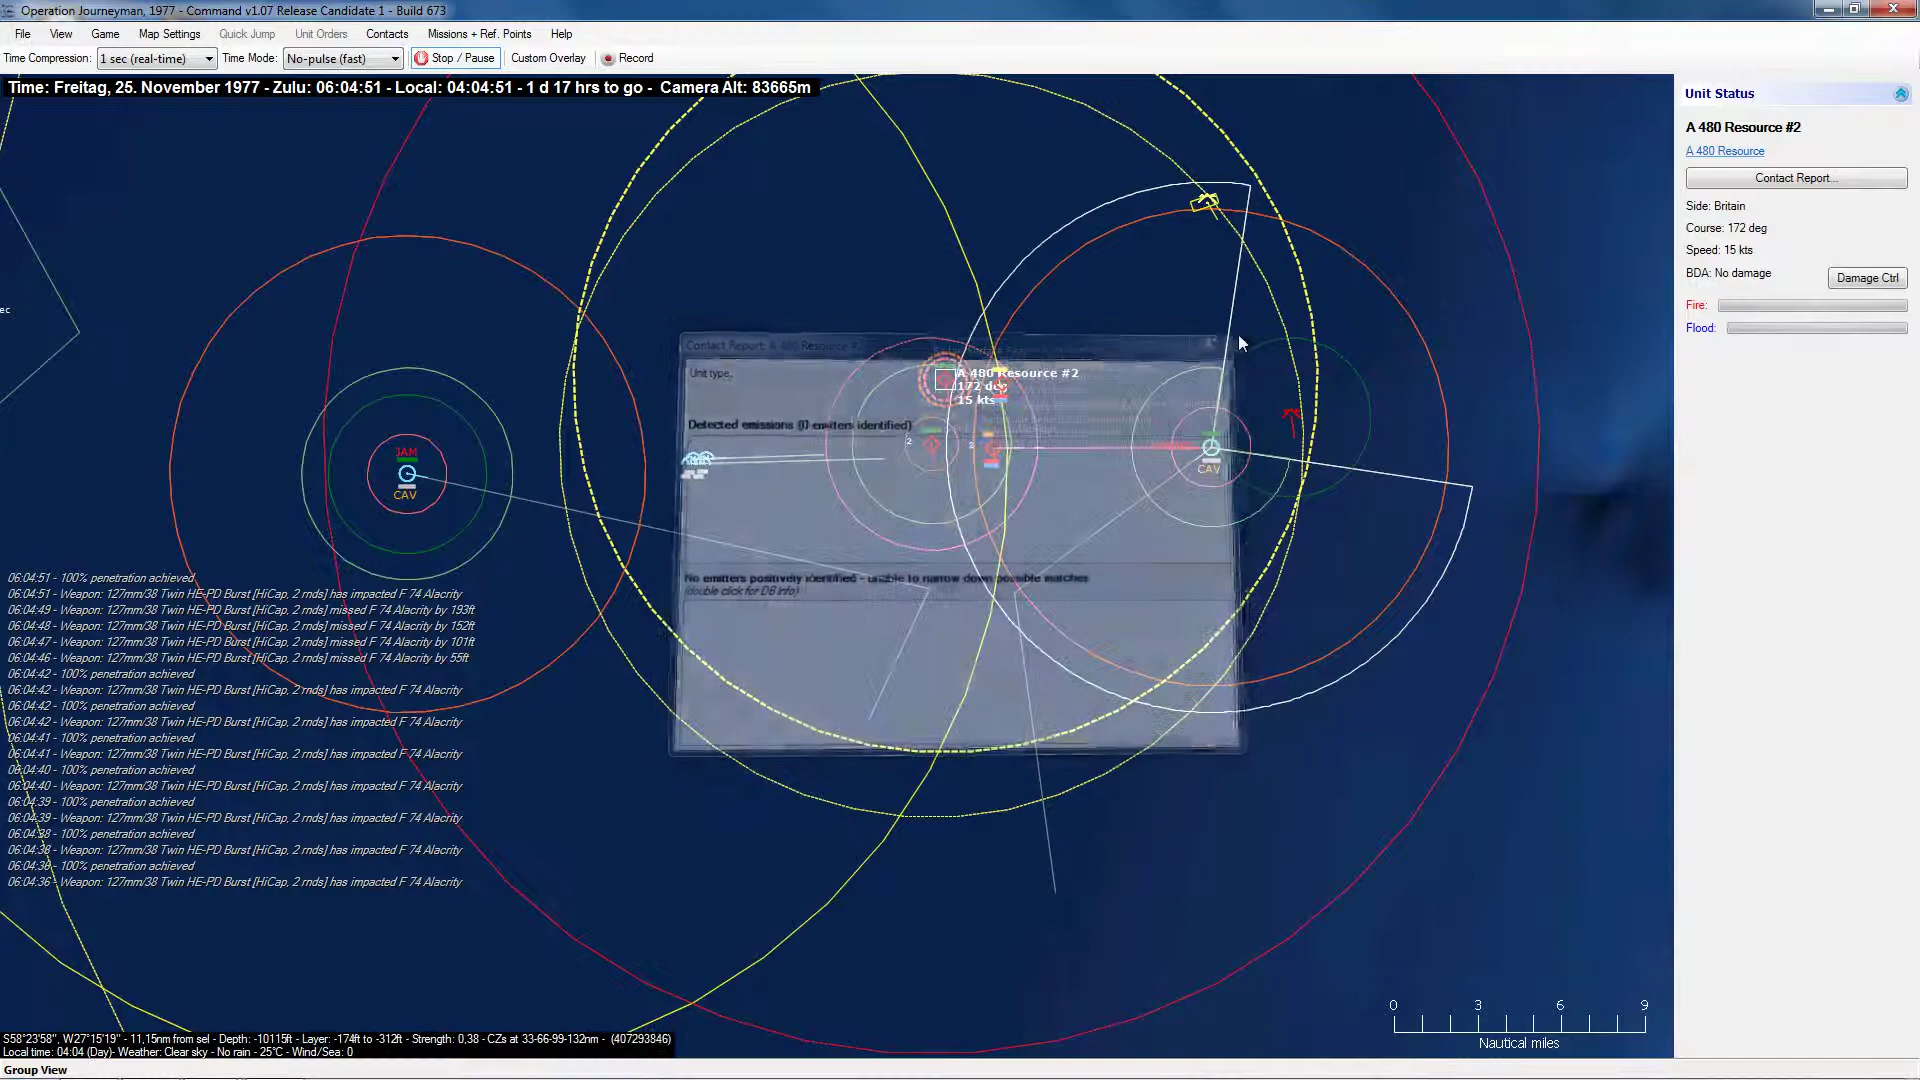 Operation Journeyman, 1977 - Command v1.07 Release Candidate 1 - Build 673
File View Game Map Settings Quick Jump Unit Orders Contacts Missions + Ref. Points Help
Time Compression: 1 sec (real-time) Time Mode: No-pulse (fast) Stop / Pause Custom Overlay Record
Time: Freitag, 25. November 1977 - Zulu: 06:04:51 - Local: 04:04:51 - 1 d 17 hrs to go - Camera Alt: 83665m
Unit Status
A 480 Resource #2
A 480 Resource
Contact Report...
Side: Britain
Course: 172 deg
Speed: 15 kts
BDA: No damage
Damage Ctrl
Fire:
Flood:
ec
Contact Report: A 480 Resource #2
Unit type:
A 480 Resource #2
172 deg
15 kts
Detected emissions (0 emitters identified)
2
2
JAM
CAV
CAV
No emitters positively identified - unable to narrow down possible matches
(double click for DB info)
06:04:51 - 100% penetration achieved
06:04:51 - Weapon: 127mm/38 Twin HE-PD Burst [HiCap, 2 rnds] has impacted F 74 Alacrity
06:04:49 - Weapon: 127mm/38 Twin HE-PD Burst [HiCap, 2 rnds] missed F 74 Alacrity by 193ft
06:04:48 - Weapon: 127mm/38 Twin HE-PD Burst [HiCap, 2 rnds] missed F 74 Alacrity by 152ft
06:04:47 - Weapon: 127mm/38 Twin HE-PD Burst [HiCap, 2 rnds] missed F 74 Alacrity by 101ft
06:04:46 - Weapon: 127mm/38 Twin HE-PD Burst [HiCap, 2 rnds] missed F 74 Alacrity by 55ft
06:04:42 - 100% penetration achieved
06:04:42 - Weapon: 127mm/38 Twin HE-PD Burst [HiCap, 2 rnds] has impacted F 74 Alacrity
06:04:42 - 100% penetration achieved
06:04:42 - Weapon: 127mm/38 Twin HE-PD Burst [HiCap, 2 rnds] has impacted F 74 Alacrity
06:04:41 - 100% penetration achieved
06:04:41 - Weapon: 127mm/38 Twin HE-PD Burst [HiCap, 2 rnds] has impacted F 74 Alacrity
06:04:40 - 100% penetration achieved
06:04:40 - Weapon: 127mm/38 Twin HE-PD Burst [HiCap, 2 rnds] has impacted F 74 Alacrity
06:04:39 - 100% penetration achieved
06:04:39 - Weapon: 127mm/38 Twin HE-PD Burst [HiCap, 2 rnds] has impacted F 74 Alacrity
06:04:38 - 100% penetration achieved
06:04:38 - Weapon: 127mm/38 Twin HE-PD Burst [HiCap, 2 rnds] has impacted F 74 Alacrity
06:04:36 - 100% penetration achieved
06:04:36 - Weapon: 127mm/38 Twin HE-PD Burst [HiCap, 2 rnds] has impacted F 74 Alacrity
0 3 6 9
Nautical miles
S58°23'58", W27°15'19" - 11,15nm from sel - Depth: -10115ft - Layer: -174ft to -312ft - Strength: 0,38 - CZs at 33-66-99-132nm - (407293846)
Local time: 04:04 (Day)- Weather: Clear sky - No rain - 25°C - Wind/Sea: 0
Group View